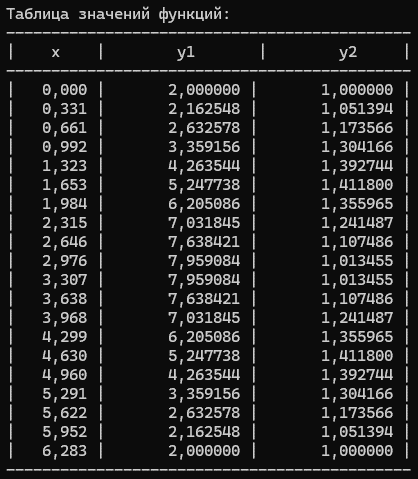 Таблица значений функций:
-------------------------------------------
|    x    |       y1       |       y2       |
-------------------------------------------
|   0,000 |       2,000000 |       1,000000 |
|   0,331 |       2,162548 |       1,051394 |
|   0,661 |       2,632578 |       1,173566 |
|   0,992 |       3,359156 |       1,304166 |
|   1,323 |       4,263544 |       1,392744 |
|   1,653 |       5,247738 |       1,411800 |
|   1,984 |       6,205086 |       1,355965 |
|   2,315 |       7,031845 |       1,241487 |
|   2,646 |       7,638421 |       1,107486 |
|   2,976 |       7,959084 |       1,013455 |
|   3,307 |       7,959084 |       1,013455 |
|   3,638 |       7,638421 |       1,107486 |
|   3,968 |       7,031845 |       1,241487 |
|   4,299 |       6,205086 |       1,355965 |
|   4,630 |       5,247738 |       1,411800 |
|   4,960 |       4,263544 |       1,392744 |
|   5,291 |       3,359156 |       1,304166 |
|   5,622 |       2,632578 |       1,173566 |
|   5,952 |       2,162548 |       1,051394 |
|   6,283 |       2,000000 |       1,000000 |
-------------------------------------------